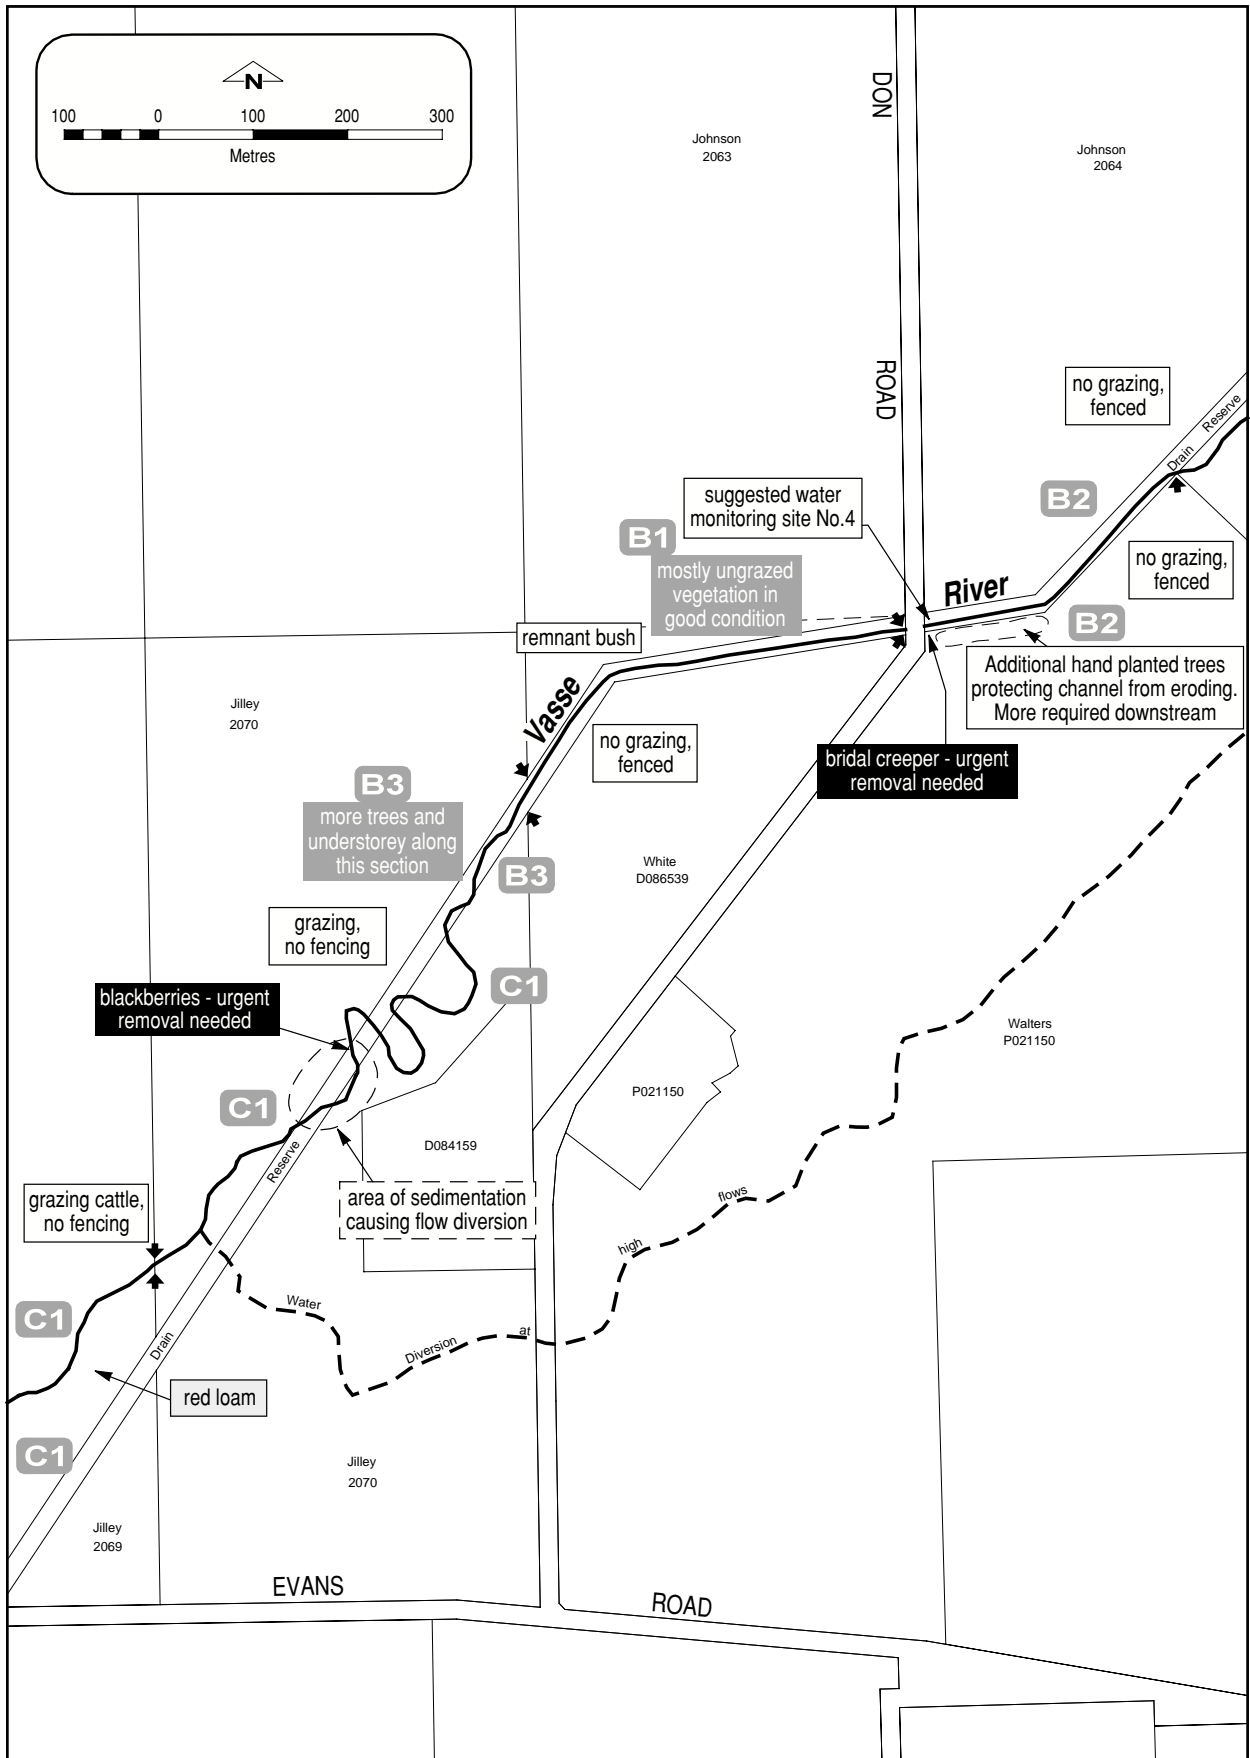 N
100 0 100 200 300
Metres
DON
ROAD
Johnson
2063
Johnson
2064
no grazing,
fenced
Drain Reserve
B2
suggested water
monitoring site No.4
B1
mostly ungrazed
vegetation in
good condition
no grazing,
fenced
River
B2
remnant bush
Additional hand planted trees
protecting channel from eroding.
More required downstream
Vasse
Jilley
2070
no grazing,
fenced
bridal creeper - urgent
removal needed
B3
more trees and
understorey along
this section
B3
White
D086539
grazing,
no fencing
C1
blackberries - urgent
removal needed
Walters
P021150
P021150
C1
D084159
Reserve
grazing cattle,
no fencing
area of sedimentation
causing flow diversion
Water Diversion at high flows
C1
Drain
red loam
C1
Jilley
2070
Jilley
2069
EVANS ROAD